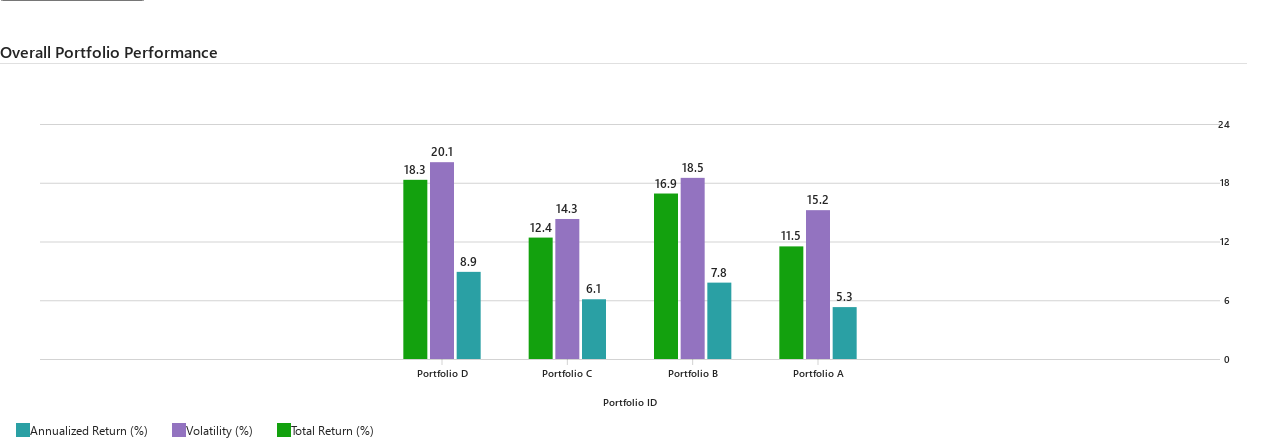 Overall Portfolio Performance
24
18
12
6
0
18.3
20.1
8.9
12.4
14.3
6.1
16.9
18.5
7.8
11.5
15.2
5.3
Portfolio D
Portfolio C
Portfolio B
Portfolio A
Portfolio ID
Annualized Return (%)
Volatility (%)
Total Return (%)